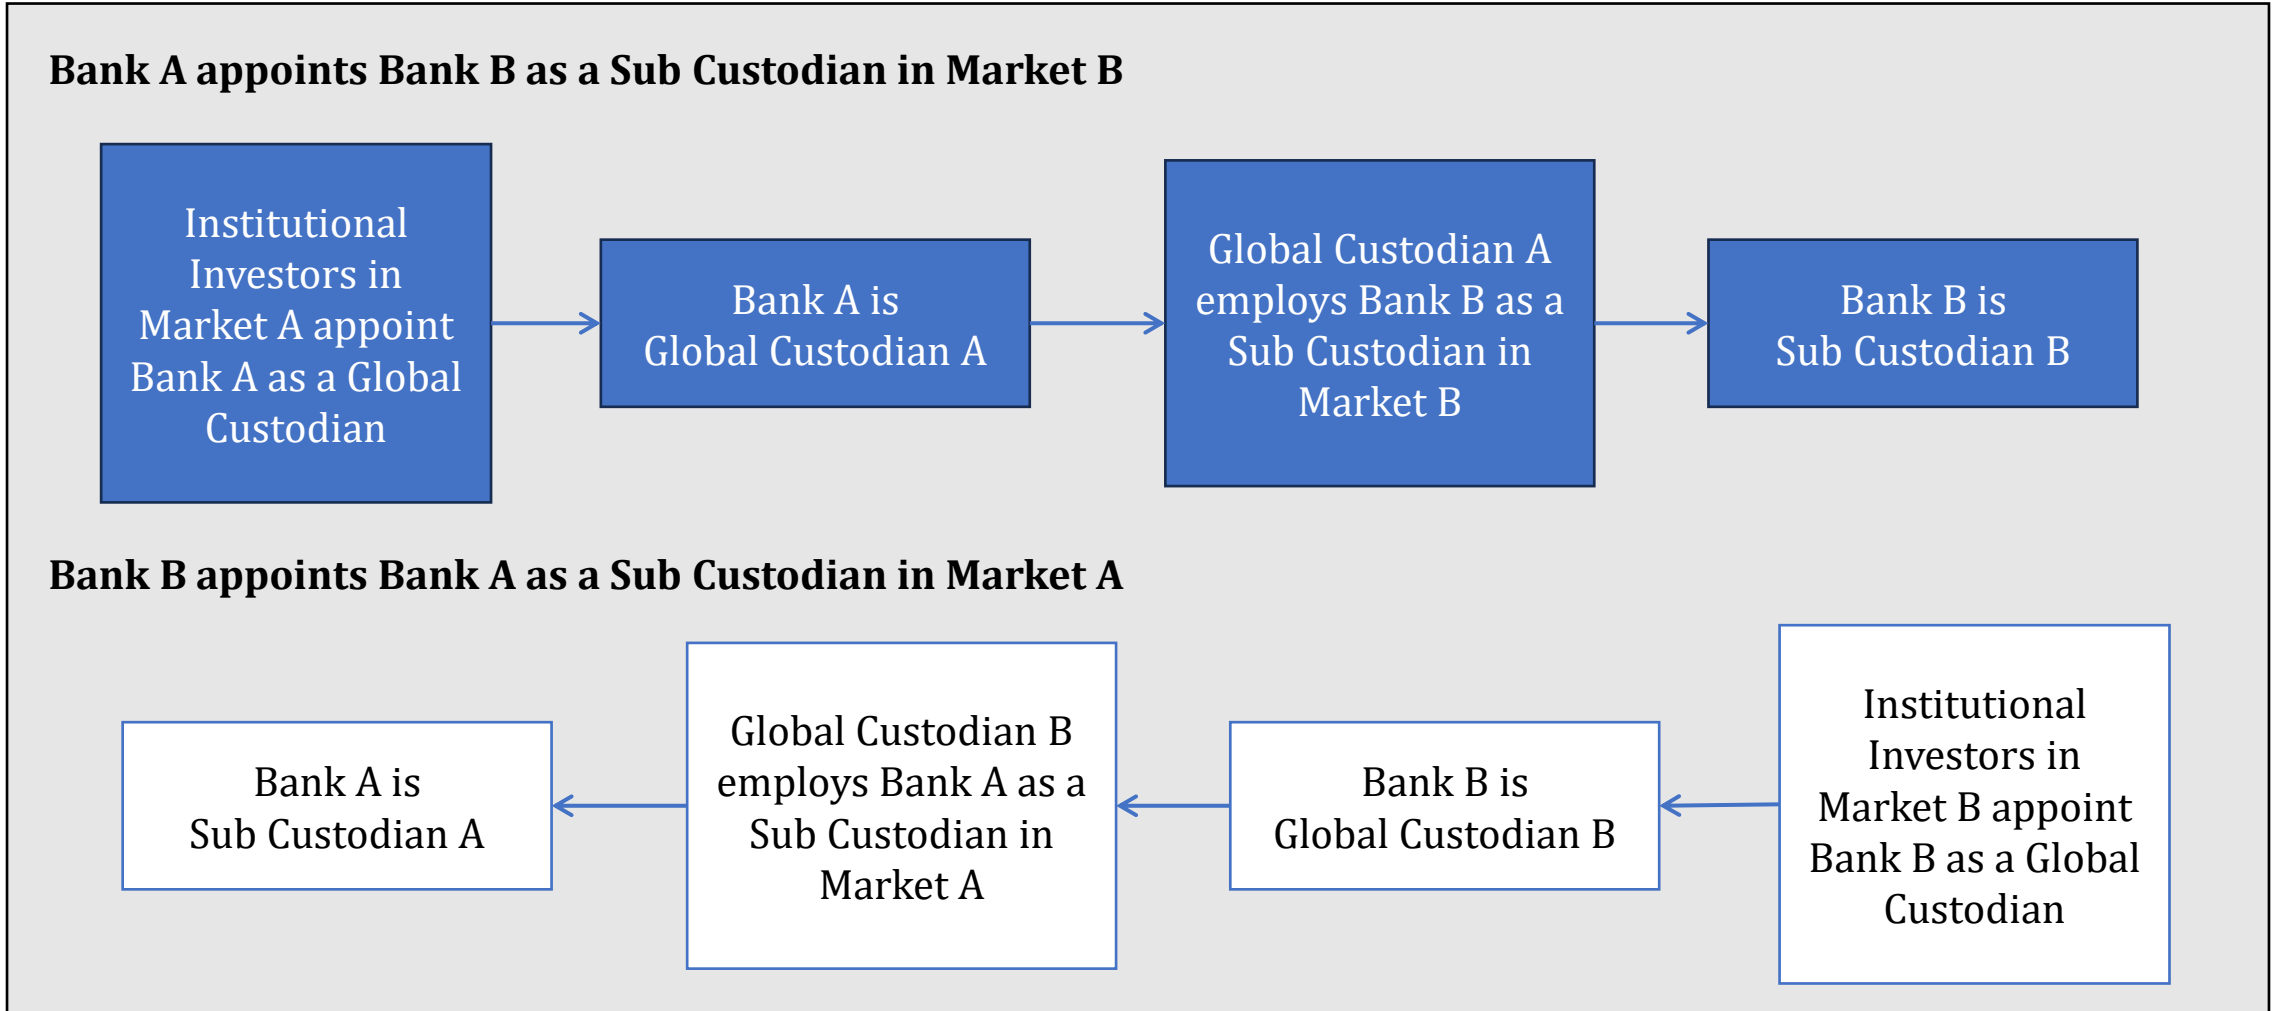 Bank A appoints Bank B as a Sub Custodian in Market B
Institutional
Investors in
Market A appoint
Bank A as a Global
Custodian
Bank A is
Global Custodian A
Global Custodian A
employs Bank B as a
Sub Custodian in
Market B
Bank B is
Sub Custodian B
Bank B appoints Bank A as a Sub Custodian in Market A
Bank A is
Sub Custodian A
Global Custodian B
employs Bank A as a
Sub Custodian in
Market A
Bank B is
Global Custodian B
Institutional
Investors in
Market B appoint
Bank B as a Global
Custodian